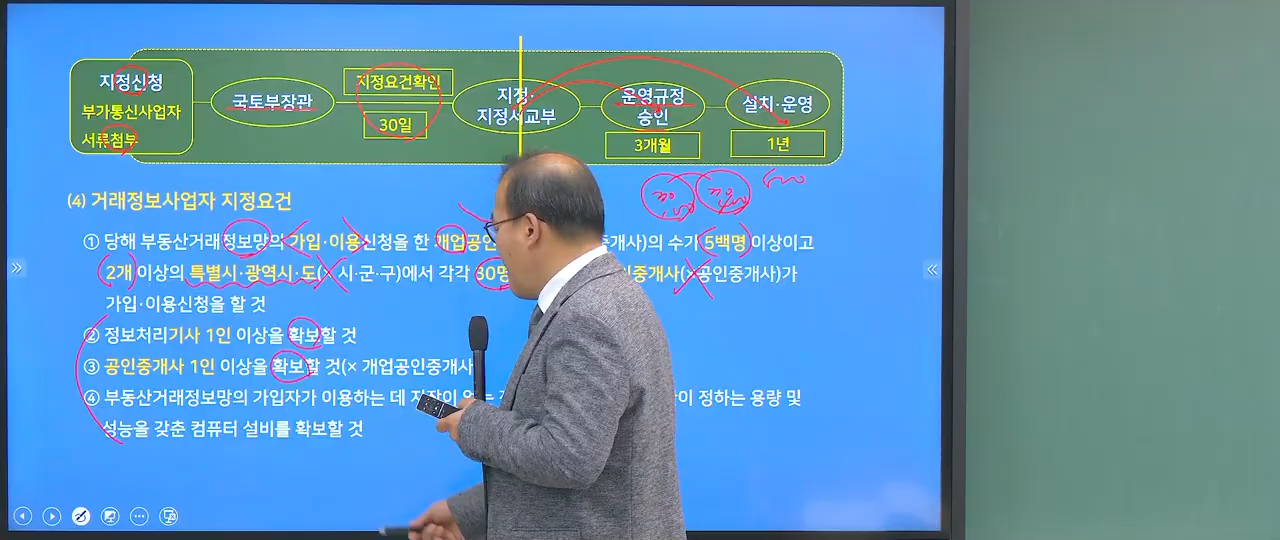 지정신청
부가통신사업자
서류첨부
국토부장관
지정요건확인
30일
지정·
지정서교부
운영규정
승인
3개월
설치·운영
1년
(4) 거래정보사업자 지정요건
① 당해 부동산거래정보망의 가입·이용신청을 한 개업공인 개사)의 수가 5백명 이상이고
2개 이상의 특별시·광역시·도(× 시·군·구)에서 각각 30명 인중개사(×공인중개사)가
가입·이용신청을 할 것
② 정보처리기사 1인 이상을 확보할 것
③ 공인중개사 1인 이상을 확보할 것(× 개업공인중개사
④ 부동산거래정보망의 가입자가 이용하는 데 지장이 정하는 용량 및
성능을 갖춘 컴퓨터 설비를 확보할 것